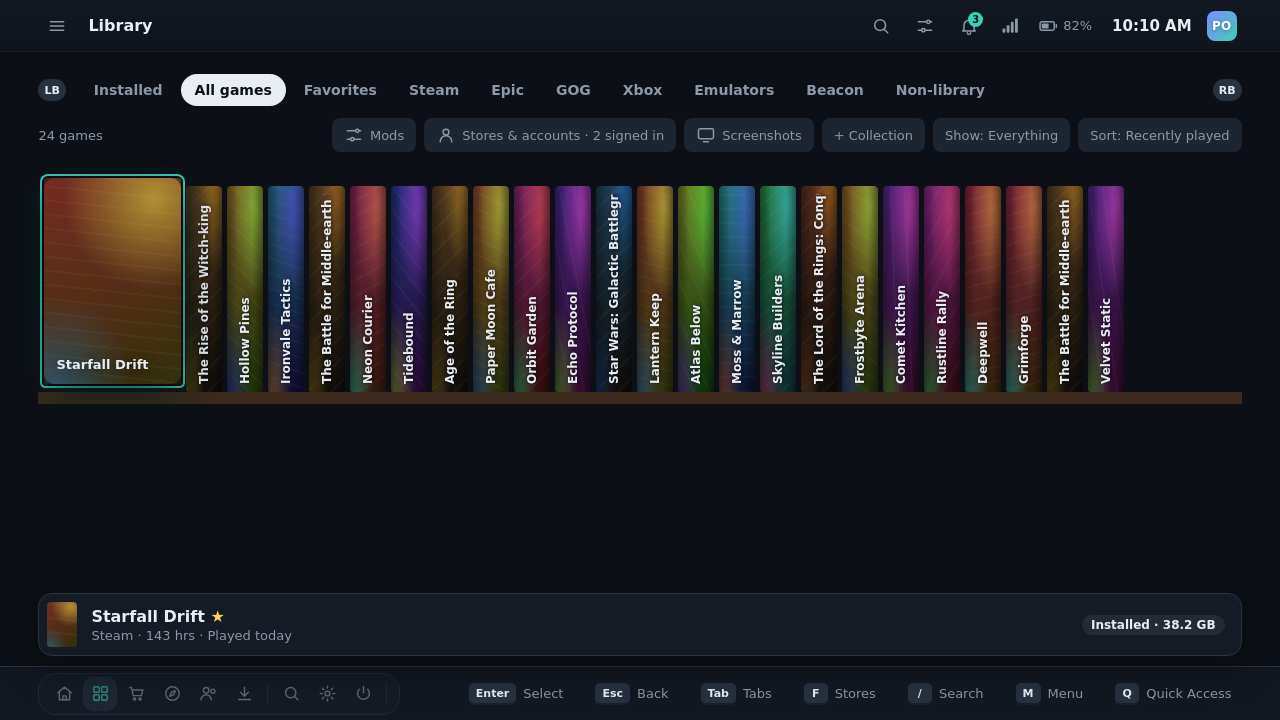 Library
3
82%
10:10 AM
PO
LB
Installed
All games
Favorites
Steam
Epic
GOG
Xbox
Emulators
Beacon
Non-library
RB
24 games
Mods
Stores & accounts · 2 signed in
Screenshots
+ Collection
Show: Everything
Sort: Recently played
Starfall Drift
The Rise of the Witch-king
Hollow Pines
Ironvale Tactics
The Battle for Middle-earth
Neon Courier
Tidebound
Age of the Ring
Paper Moon Cafe
Orbit Garden
Echo Protocol
Star Wars: Galactic Battlegr
Lantern Keep
Atlas Below
Moss & Marrow
Skyline Builders
The Lord of the Rings: Conq
Frostbyte Arena
Comet Kitchen
Rustline Rally
Deepwell
Grimforge
The Battle for Middle-earth
Velvet Static
Starfall Drift ★
Steam · 143 hrs · Played today
Installed · 38.2 GB
Enter Select
Esc Back
Tab Tabs
F Stores
/ Search
M Menu
Q Quick Access